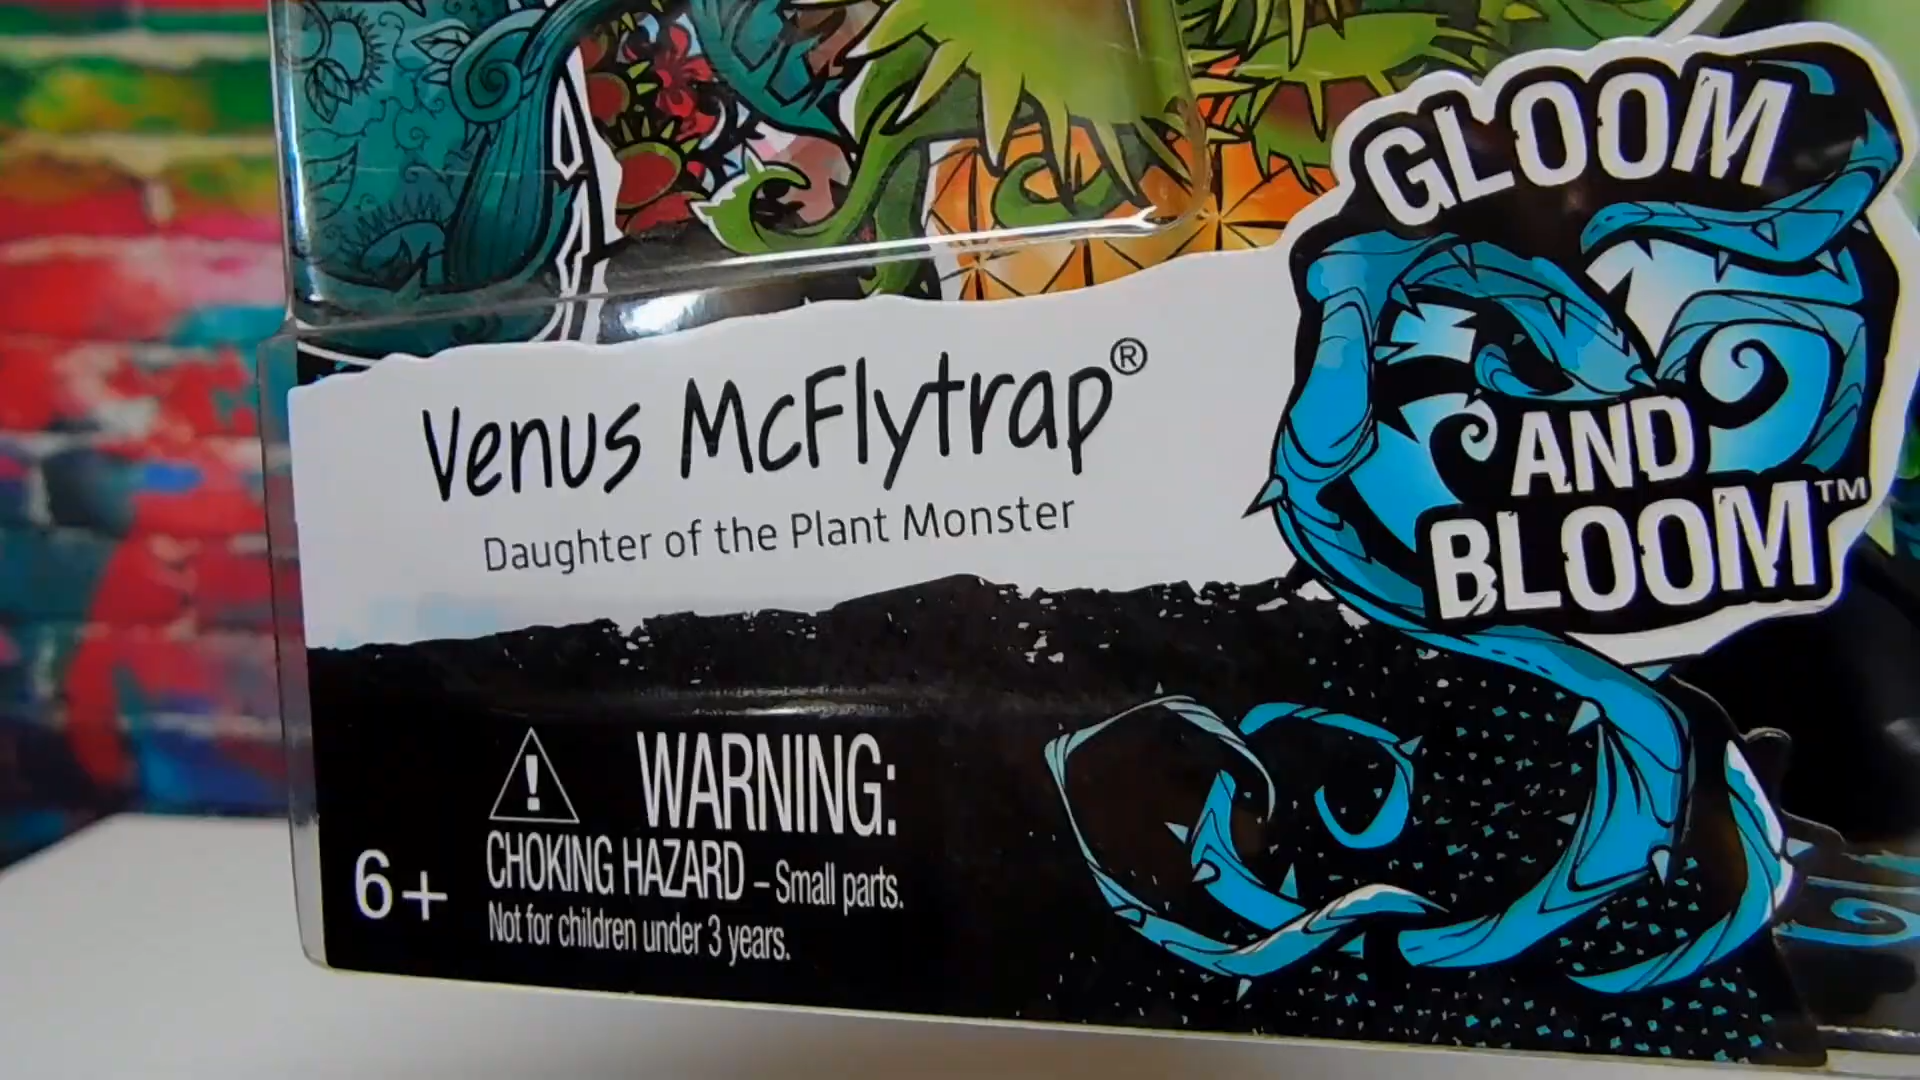 GLOOM
AND
BLOOM™
Venus McFlytrap®
Daughter of the Plant Monster
WARNING:
CHOKING HAZARD – Small parts.
Not for children under 3 years.
6+